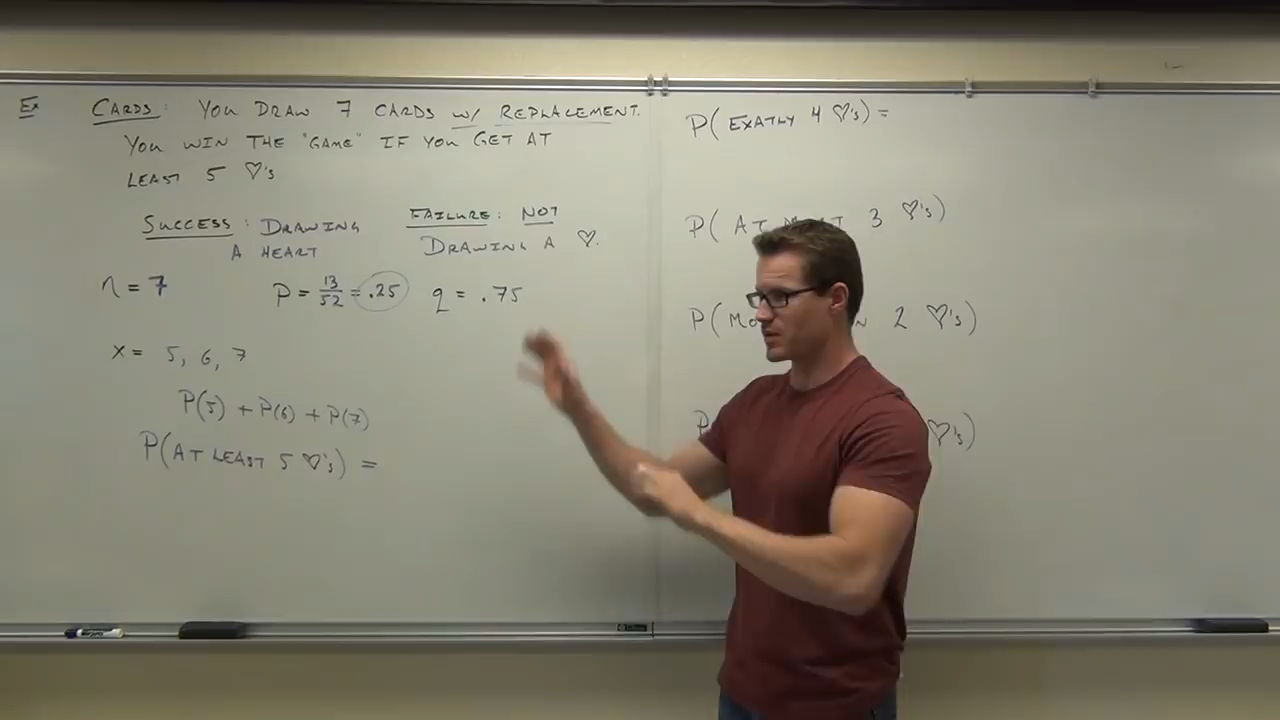 Ex CARDS: YOU DRAW 7 CARDS W/ REPLACEMENT.
YOU WIN THE "GAME" IF YOU GET AT
LEAST 5 ♡'s
SUCCESS: DRAWING
A HEART
FAILURE: NOT
DRAWING A ♡.
n = 7
P = 13/52 = .25
q = .75
x = 5, 6, 7
P(5) + P(6) + P(7)
P(AT LEAST 5 ♡'s) =
P(EXATLY 4 ♡'s) =
P( AT 3 ♡'s)
P( 2 ♡'s)
P ♡'s)